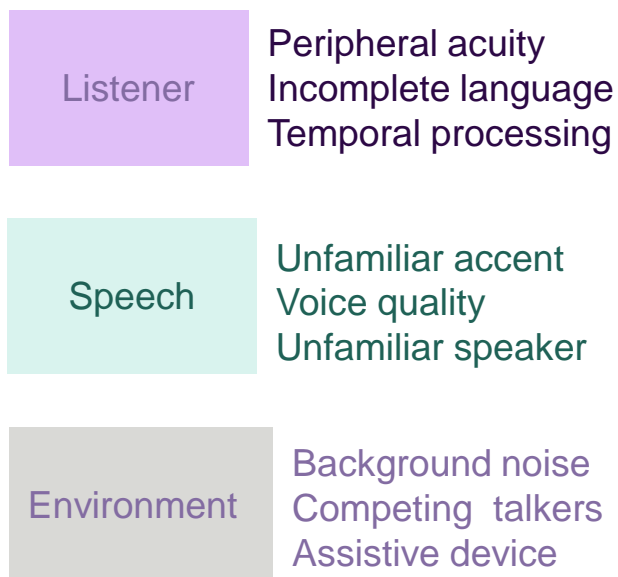 Listener
Peripheral acuity
Incomplete language
Temporal processing
Speech
Unfamiliar accent
Voice quality
Unfamiliar speaker
Environment
Background noise
Competing talkers
Assistive device